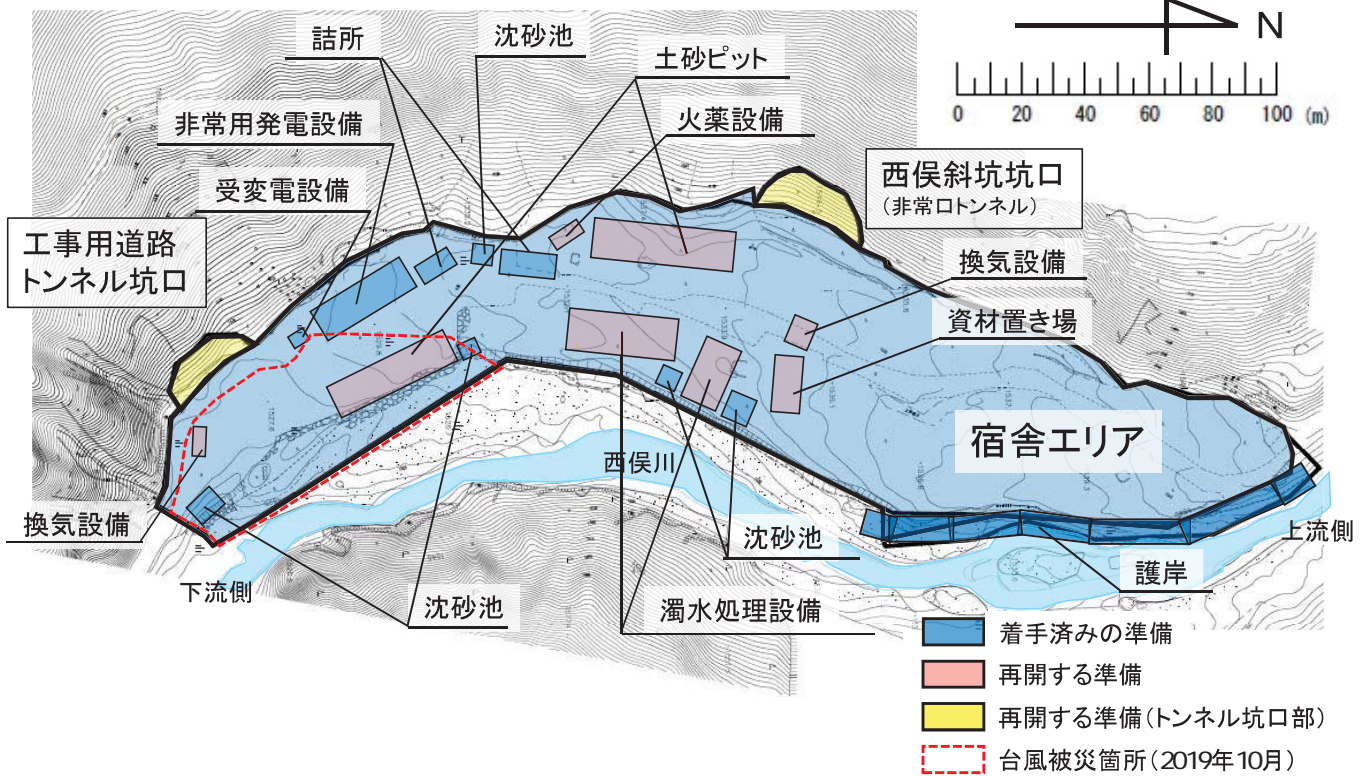 N
0 20 40 60 80 100 (m)
詰所
沈砂池
土砂ピット
非常用発電設備
火薬設備
受変電設備
西俣斜坑坑口
(非常口トンネル)
工事用道路
トンネル坑口
換気設備
資材置き場
宿舎エリア
西俣川
換気設備
沈砂池
上流側
護岸
下流側
沈砂池
濁水処理設備
着手済みの準備
再開する準備
再開する準備(トンネル坑口部)
台風被災箇所(2019年10月)